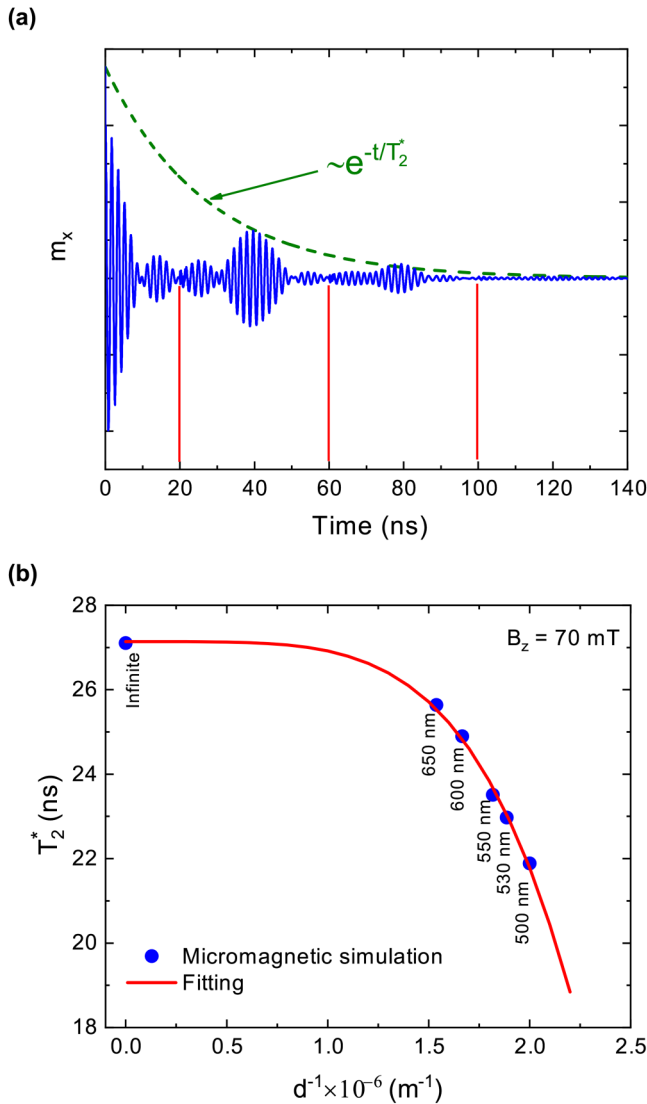 (a)
~e^-t/T₂*
m_x
0 20 40 60 80 100 120 140
Time (ns)
(b)
28
26
24
22
20
18
B_z = 70 mT
Infinite
650 nm
600 nm
550 nm
530 nm
500 nm
T₂* (ns)
Micromagnetic simulation
Fitting
0.0 0.5 1.0 1.5 2.0 2.5
d⁻¹×10⁻⁶ (m⁻¹)